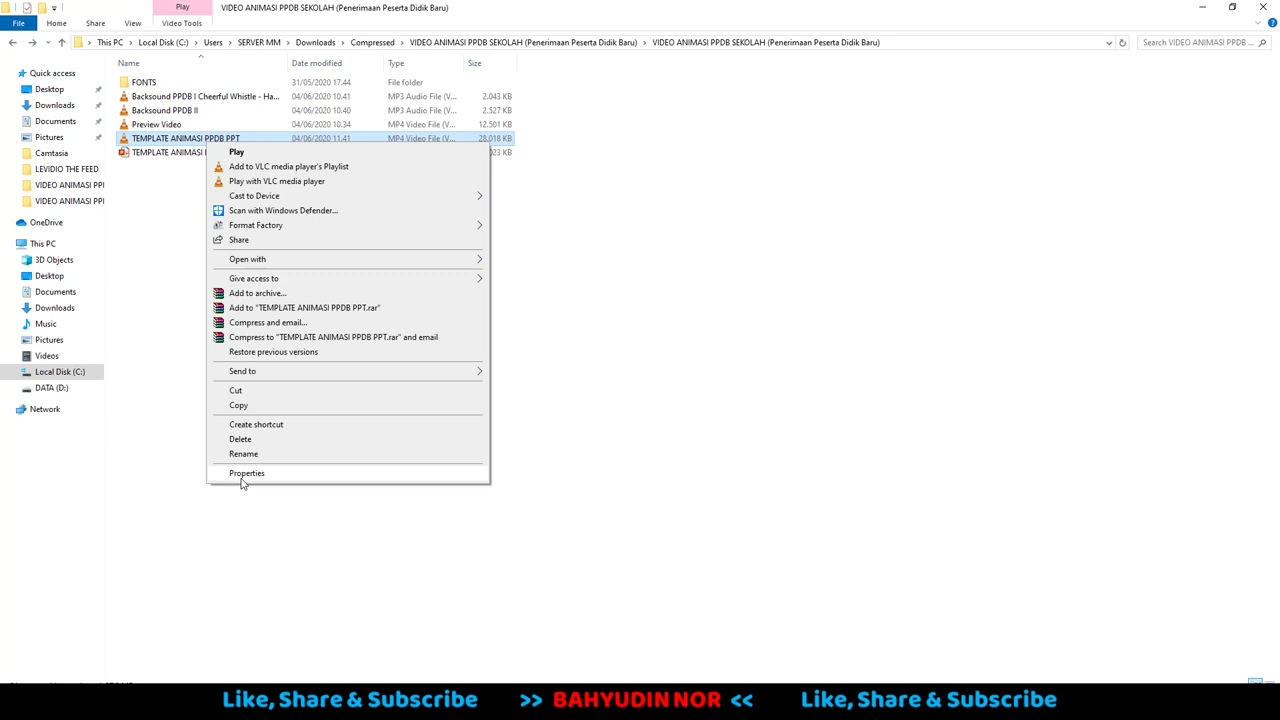 Play
VIDEO ANIMASI PPDB SEKOLAH (Penerimaan Peserta Didik Baru)
File Home Share View Video Tools
This PC Local Disk (C:) Users SERVER MM Downloads Compressed VIDEO ANIMASI PPDB SEKOLAH (Penerimaan Peserta Didik Baru) VIDEO ANIMASI PPDB SEKOLAH (Penerimaan Peserta Didik Baru) Search VIDEO ANIMASI PPDB ...
Name Date modified Type Size
Quick access
Desktop
Downloads
Documents
Pictures
Camtasia
LEVIDIO THE FEED
VIDEO ANIMASI PPI
VIDEO ANIMASI PPI
OneDrive
This PC
3D Objects
Desktop
Documents
Downloads
Music
Pictures
Videos
Local Disk (C:)
DATA (D:)
Network
FONTS 31/05/2020 17.44 File folder
Backsound PPDB I Cheerful Whistle - Ha... 04/06/2020 10.41 MP3 Audio File (V... 2.043 KB
Backsound PPDB II 04/06/2020 10.40 MP3 Audio File (V... 2.527 KB
Preview Video 04/06/2020 10.34 MP4 Video File (V... 12.501 KB
TEMPLATE ANIMASI PPDB PPT 04/06/2020 11.41 MP4 Video File (V... 28.018 KB
TEMPLATE ANIMASI KB
Play
Add to VLC media player's Playlist
Play with VLC media player
Cast to Device
Scan with Windows Defender...
Format Factory
Share
Open with
Give access to
Add to archive...
Add to "TEMPLATE ANIMASI PPDB PPT.rar"
Compress and email...
Compress to "TEMPLATE ANIMASI PPDB PPT.rar" and email
Restore previous versions
Send to
Cut
Copy
Create shortcut
Delete
Rename
Properties
Like, Share & Subscribe >> BAHYUDIN NOR << Like, Share & Subscribe